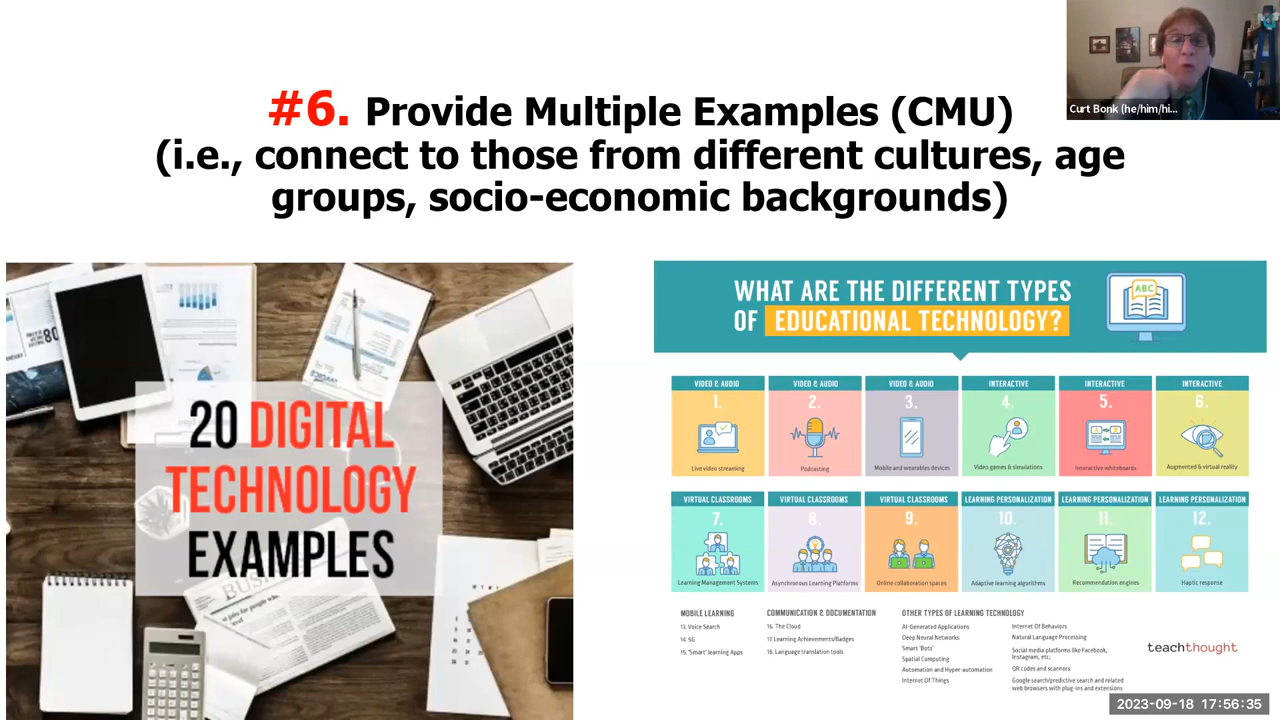 #6. Provide Multiple Examples (CMU)
(i.e., connect to those from different cultures, age
groups, socio-economic backgrounds)
Curt Bonk (he/him/hi...
20 DIGITAL
TECHNOLOGY
EXAMPLES
WHAT ARE THE DIFFERENT TYPES
OF EDUCATIONAL TECHNOLOGY?
ABC
VIDEO & AUDIO
1.
Live video streaming
VIDEO & AUDIO
2.
Podcasting
VIDEO & AUDIO
3.
Mobile and wearables devices
INTERACTIVE
4.
Video games & simulations
INTERACTIVE
5.
Interactive whiteboards
INTERACTIVE
6.
Augmented & virtual reality
VIRTUAL CLASSROOMS
7.
Learning Management Systems
VIRTUAL CLASSROOMS
8.
Asynchronous Learning Platforms
VIRTUAL CLASSROOMS
9.
Online collaboration spaces
LEARNING PERSONALIZATION
10.
Adaptive learning algorithms
LEARNING PERSONALIZATION
11.
Recommendation engines
LEARNING PERSONALIZATION
12.
Haptic response
MOBILE LEARNING
13. Voice Search
14. 5G
15. 'Smart' learning Apps
COMMUNICATION & DOCUMENTATION
16. The Cloud
17. Learning Achievements/Badges
18. Language translation tools
OTHER TYPES OF LEARNING TECHNOLOGY
AI-Generated Applications
Deep Neural Networks
Smart 'Bots'
Spatial Computing
Automation and Hyper-automation
Internet Of Things
Internet Of Behaviors
Natural Language Processing
Social media platforms like Facebook,
Instagram, etc;
QR codes and scanners
Google search/predictive search and related
web browsers with plug-ins and extensions
teachthought
2023-09-18 17:56:35